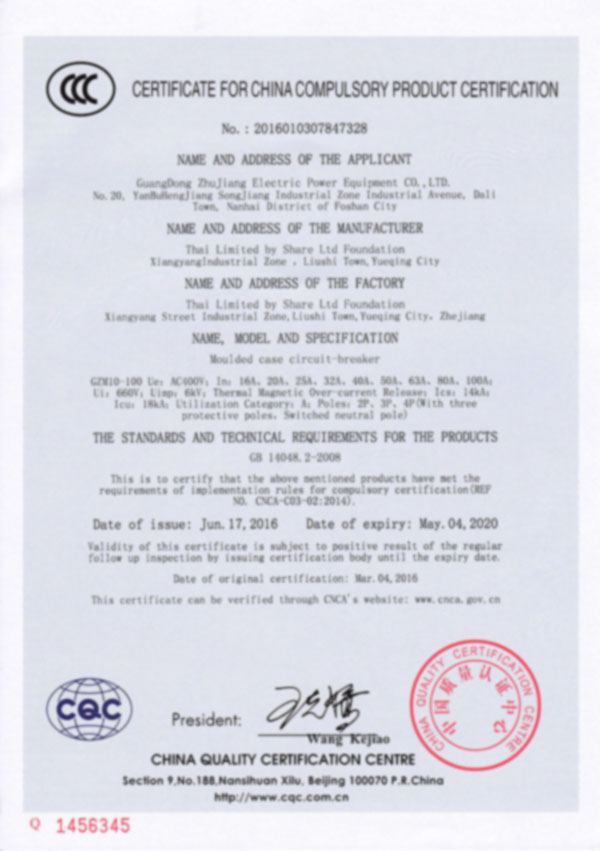 CCC CERTIFICATE FOR CHINA COMPULSORY PRODUCT CERTIFICATION
No. : 2016010307847328
NAME AND ADDRESS OF THE APPLICANT
GuangDong ZhuJiang Electric Power Equipment CO.,LTD.
No.20, YanBuHengJiang SongJiang Industrial Zone Industrial Avenue, Dali
Town, Nanhai District of Foshan City
NAME AND ADDRESS OF THE MANUFACTURER
Thai Limited by Share Ltd Foundation
XiangyangIndustrial Zone , Liushi Town,Yueqing City
NAME AND ADDRESS OF THE FACTORY
Thai Limited by Share Ltd Foundation
Xiangyang Street Industrial Zone,Liushi Town,Yueqing City, Zhejiang
NAME, MODEL AND SPECIFICATION
Moulded case circuit-breaker
GZM10-100 Ue: AC400V; In: 16A、20A、25A、32A、40A、50A、63A、80A、100A;
Ui: 660V; Uimp: 6kV; Thermal Magnetic Over-current Release; Ics: 14kA;
Icu: 18kA; Utilization Category: A; Poles: 2P、3P、4P(With three
protective poles、Switched neutral pole)
THE STANDARDS AND TECHNICAL REQUIREMENTS FOR THE PRODUCTS
GB 14048.2-2008
This is to certify that the above mentioned products have met the
requirements of implementation rules for compulsory certification(REF
NO. CNCA-C03-02:2014).
Date of issue: Jun.17,2016 Date of expiry: May.04,2020
Validity of this certificate is subject to positive result of the regular
follow up inspection by issuing certification body until the expiry date.
Date of original certification: Mar.04,2016
This certificate can be verified through CNCA's website: www.cnca.gov.cn
CQC
President:
Wang Kejiao
CHINA QUALITY CERTIFICATION CENTRE
中国质量认证中心
CHINA QUALITY CERTIFICATION CENTRE
Section 9,No.188,Nansihuan Xilu, Beijing 100070 P.R.China
http://www.cqc.com.cn
Q 1456345